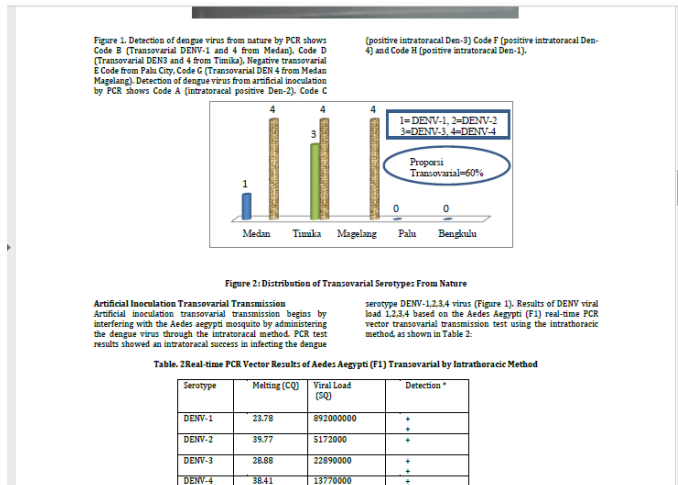 Figure 1. Detection of dengue virus from nature by PCR shows
Code B (Transovarial DENV-1 and 4 from Medan), Code D
(Transovarial DEN3 and 4 from Timika), Negative transovarial
E Code from Palu City, Code G (Transovarial DEN 4 from Medan
Magelang). Detection of dengue virus from artificial inoculation
by PCR shows Code A (intratoracal positive Den-2). Code C
(positive intratoracal Den-3) Code F (positive intratoracal Den-
4) and Code H (positive intratoracal Den-1).
4 4 4
1= DENV-1, 2=DENV-2
3=DENV-3, 4=DENV-4
3
Proporsi
Transovarial=60%
1
0 0
Medan Timika Magelang Palu Bengkulu
Figure 2: Distribution of Transovarial Serotypes From Nature
Artificial Inoculation Transovarial Transmission
Artificial inoculation transovarial transmission begins by
interfering with the Aedes aegypti mosquito by administering
the dengue virus through the intratoracal method. PCR test
results showed an intratoracal success in infecting the dengue
serotype DENV-1,2,3,4 virus (Figure 1). Results of DENV viral
load 1,2,3,4 based on the Aedes Aegypti (F1) real-time PCR
vector transovarial transmission test using the intrathoracic
method, as shown in Table 2:
Table. 2Real-time PCR Vector Results of Aedes Aegypti (F1) Transovarial by Intrathoracic Method
Serotype Melting (CQ) Viral Load Detection *
(SQ)
DENV-1 23.78 892000000 +
+
DENV-2 39.77 5172000 +
DENV-3 28.88 22890000 +
+
DENV-4 38.41 13770000 +